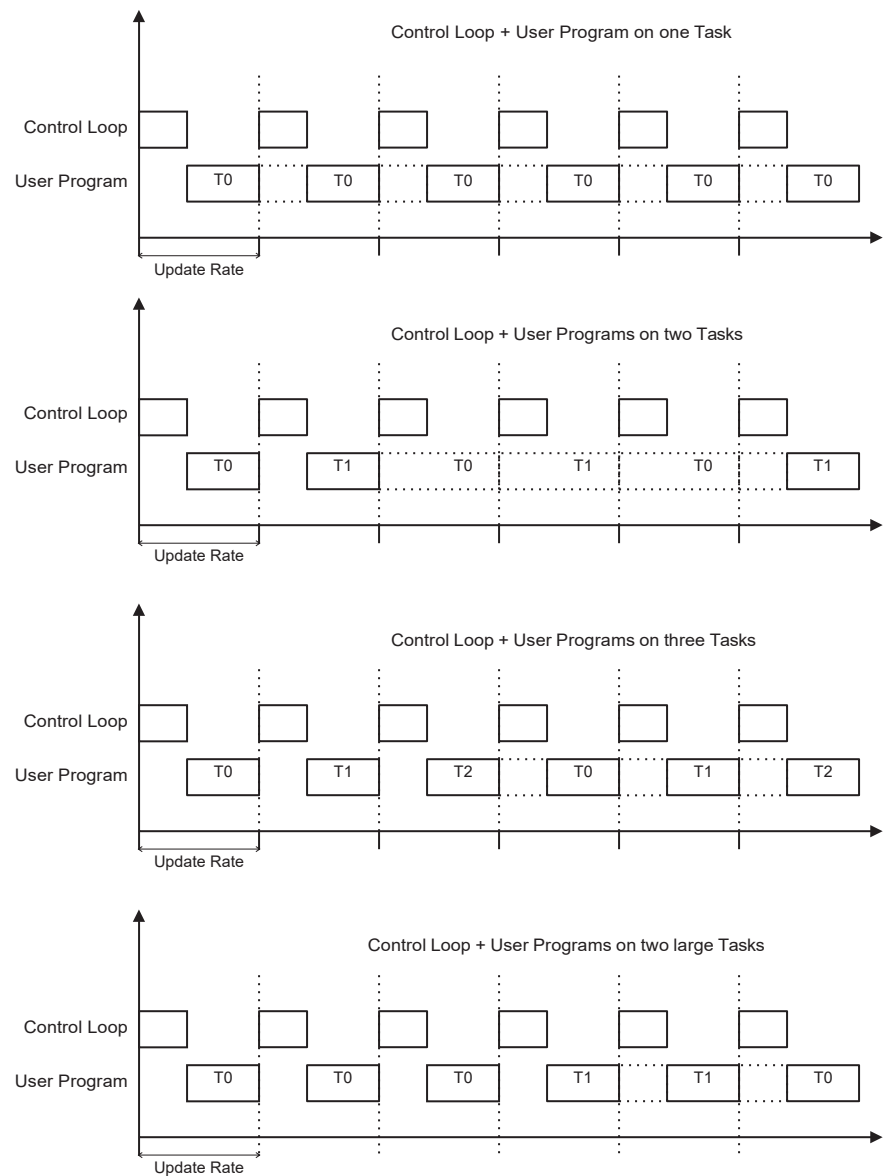 Control Loop + User Program on one Task
Control Loop
User Program
T0 T0 T0 T0 T0 T0
Update Rate
Control Loop + User Programs on two Tasks
Control Loop
User Program
T0 T1 T0 T1 T0 T1
Update Rate
Control Loop + User Programs on three Tasks
Control Loop
User Program
T0 T1 T2 T0 T1 T2
Update Rate
Control Loop + User Programs on two large Tasks
Control Loop
User Program
T0 T0 T0 T1 T1 T0
Update Rate